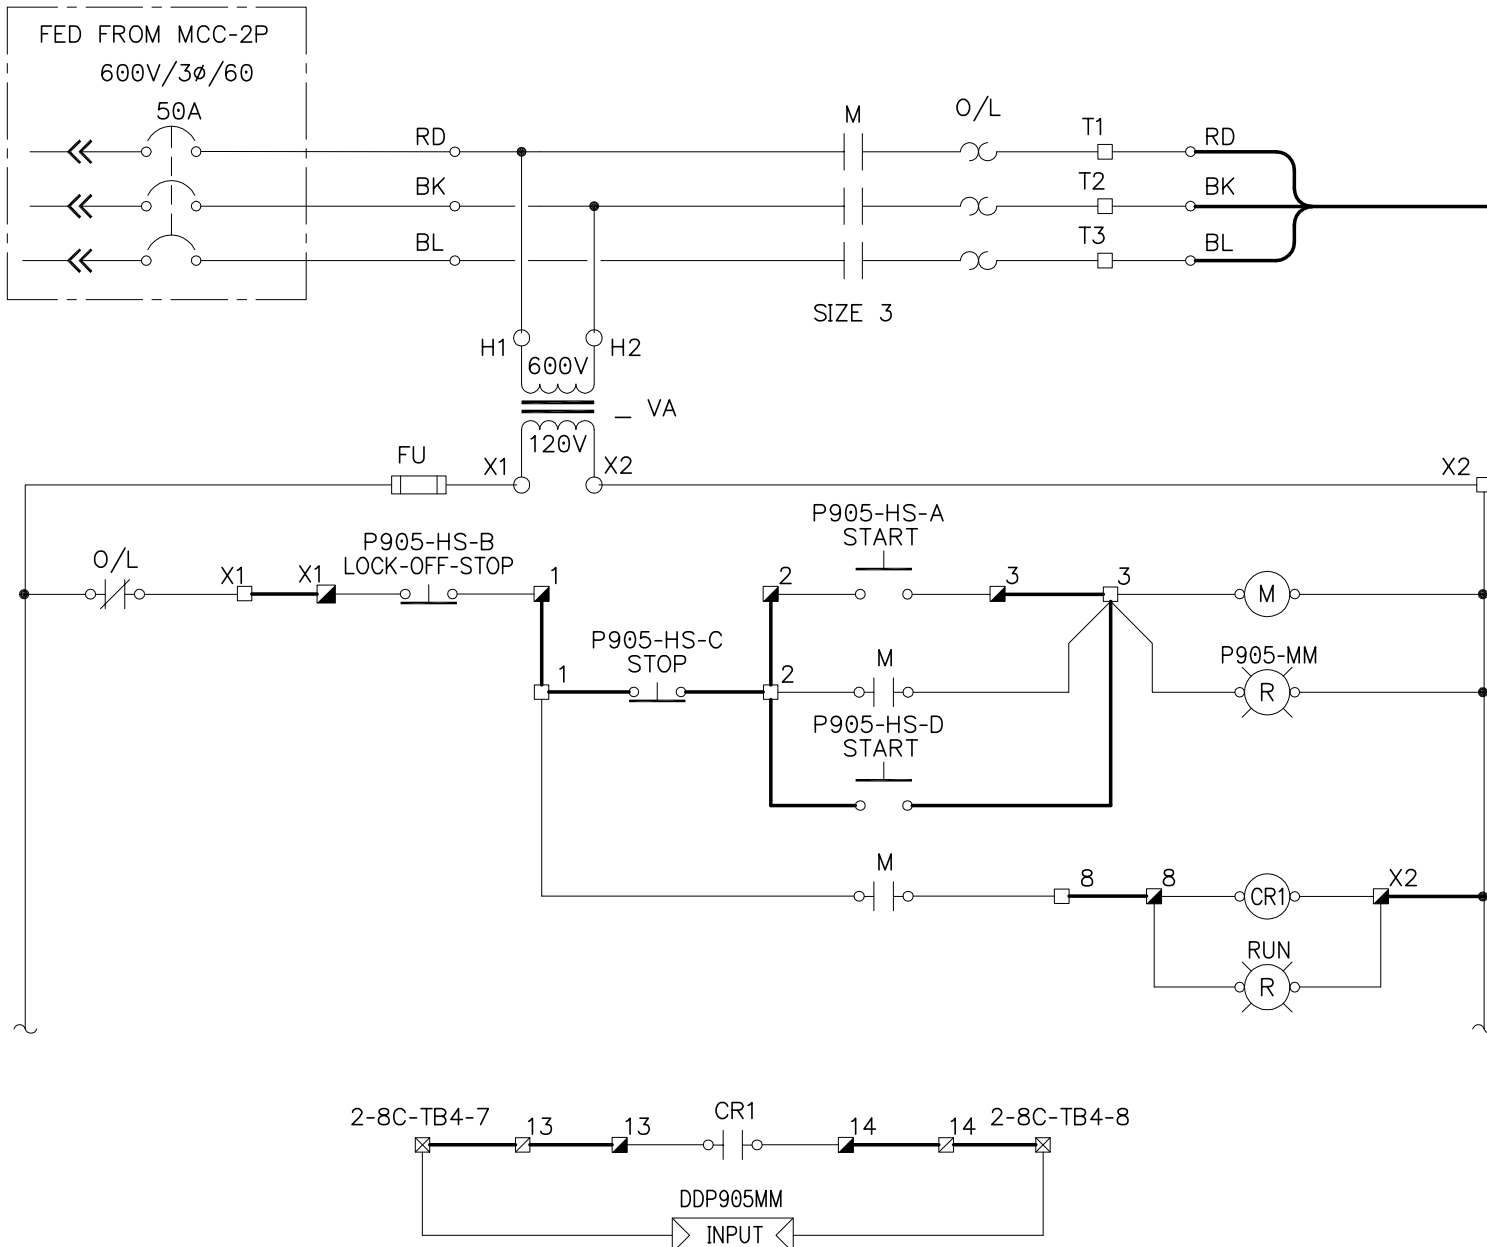 FED FROM MCC-2P
600V/3ø/60
50A
RD
BK
BL
M
O/L
T1
T2
T3
RD
BK
BL
SIZE 3
H1
H2
600V
_ VA
120V
FU
X1
X2
X2
O/L
X1
X1
P905-HS-B
LOCK-OFF-STOP
1
P905-HS-A
START
2
3
3
M
1
P905-HS-C
STOP
2
M
P905-MM
R
P905-HS-D
START
M
8
8
CR1
X2
RUN
R
2-8C-TB4-7
13
13
CR1
14
14
2-8C-TB4-8
DDP905MM
INPUT